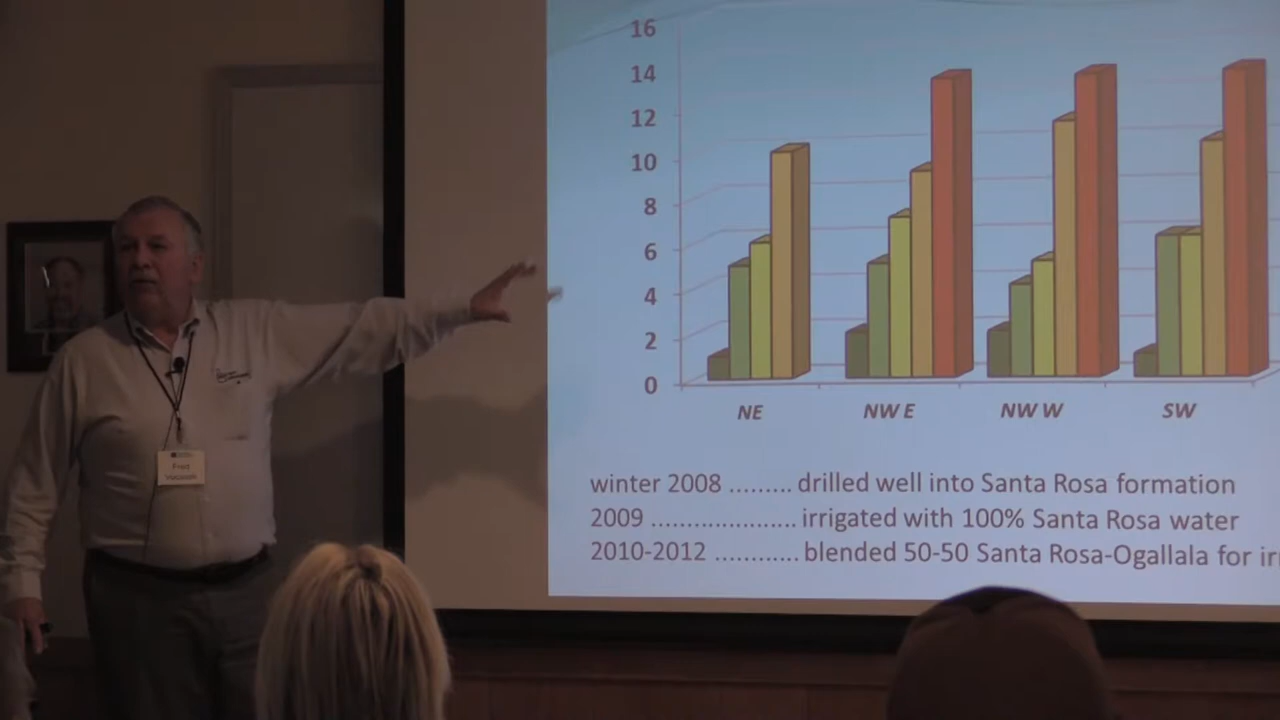 16
14
12
10
8
6
4
2
0
NE NW E NW W SW
winter 2008 ......... drilled well into Santa Rosa formation
2009 ..................... irrigated with 100% Santa Rosa water
2010-2012 ............ blended 50-50 Santa Rosa-Ogallala for
Fred